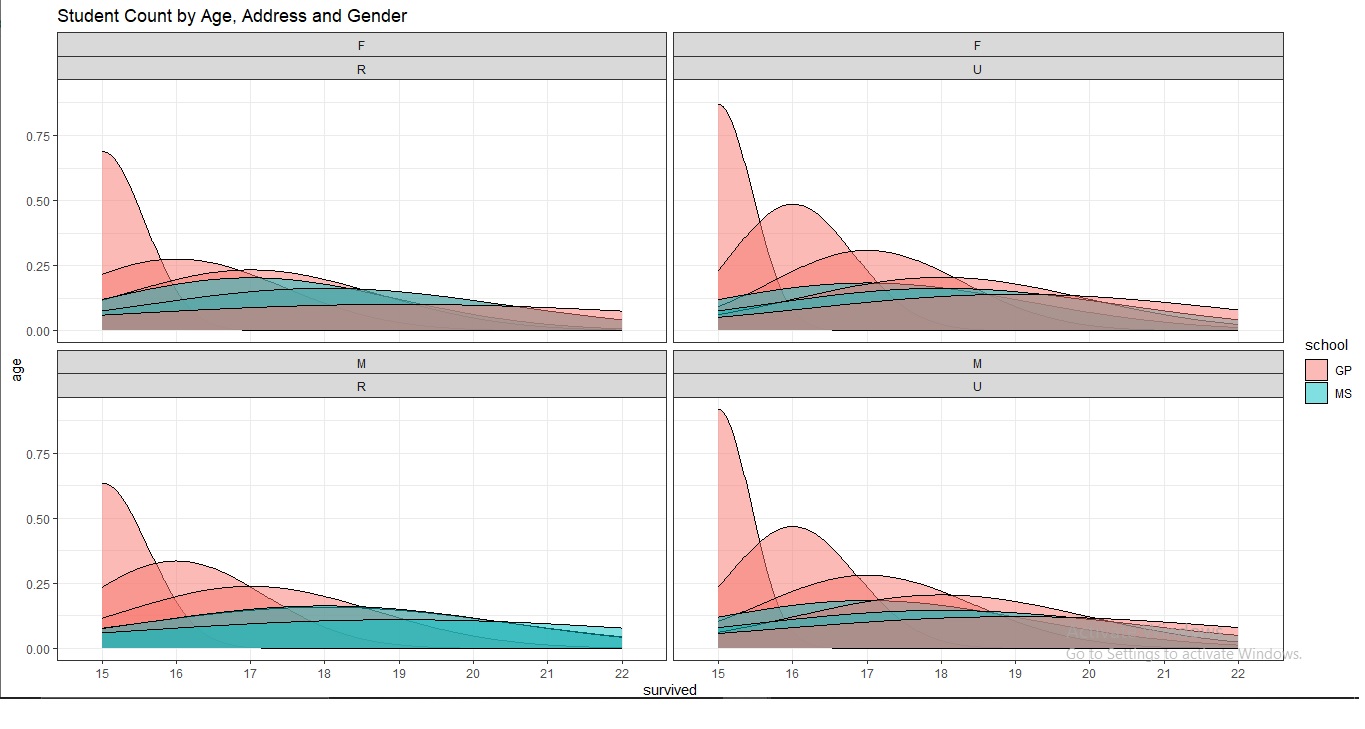 Student Count by Age, Address and Gender
F
F
R
U
0.75
0.50
0.25
0.00
M
M
R
U
0.75
0.50
0.25
0.00
15 16 17 18 19 20 21 22
15 16 17 18 19 20 21 22
survived
age
school
GP
MS
Activate Windows
Go to Settings to activate Windows.